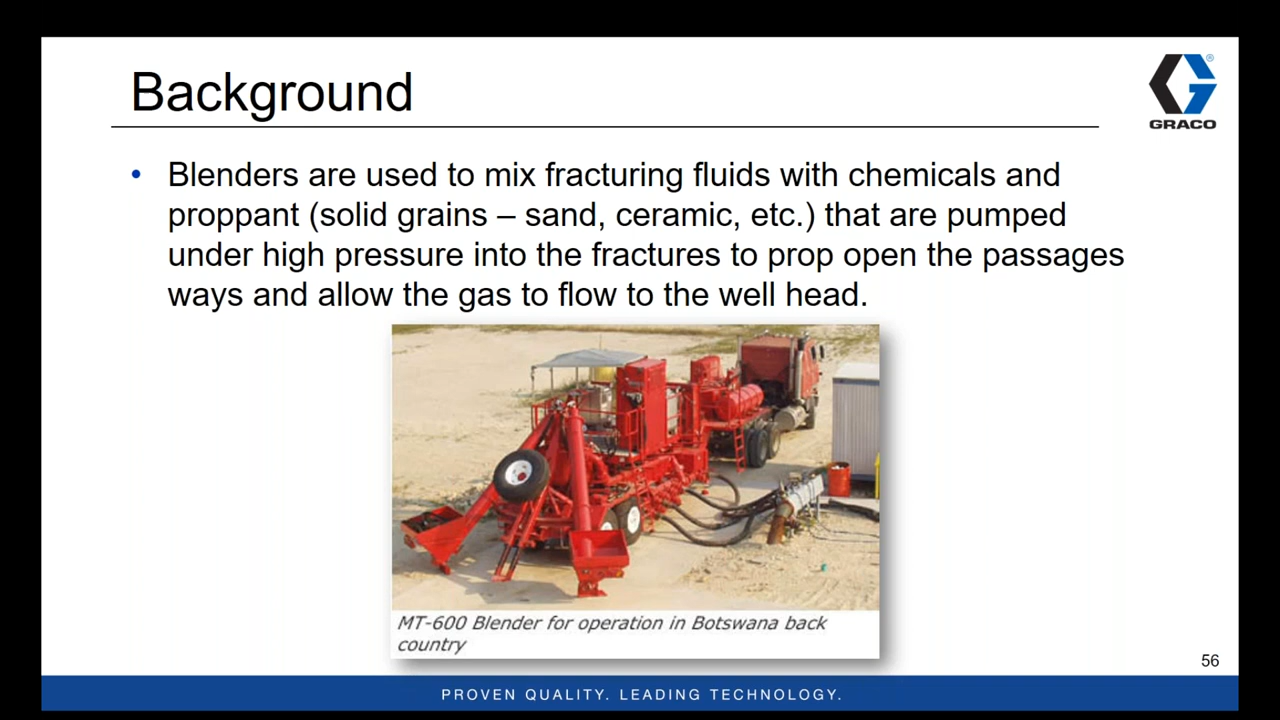 Background
GRACO
• Blenders are used to mix fracturing fluids with chemicals and
proppant (solid grains – sand, ceramic, etc.) that are pumped
under high pressure into the fractures to prop open the passages
ways and allow the gas to flow to the well head.
MT-600 Blender for operation in Botswana back
country
56
PROVEN QUALITY. LEADING TECHNOLOGY.